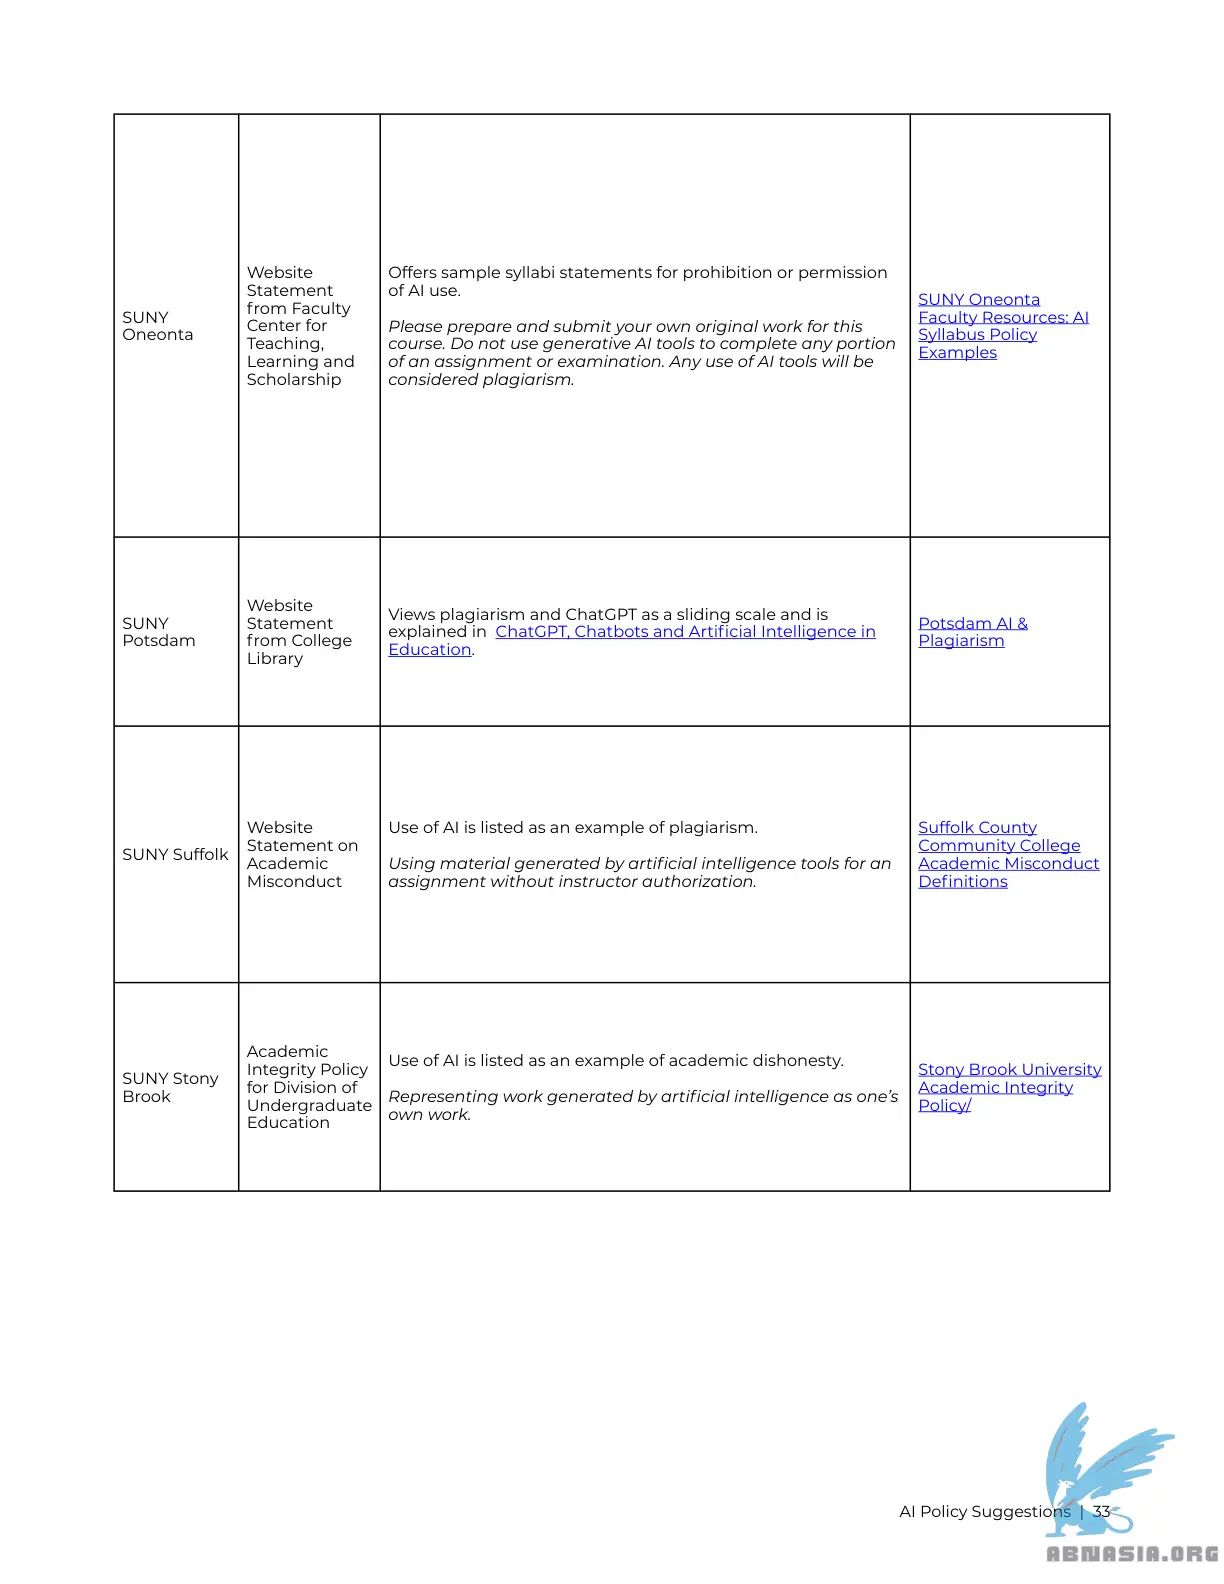 SUNY
Oneonta
Website
Statement
from Faculty
Center for
Teaching,
Learning and
Scholarship
Offers sample syllabi statements for prohibition or permission
of AI use.
Please prepare and submit your own original work for this
course. Do not use generative AI tools to complete any portion
of an assignment or examination. Any use of AI tools will be
considered plagiarism.
SUNY Oneonta
Faculty Resources: AI
Syllabus Policy
Examples
SUNY
Potsdam
Website
Statement
from College
Library
Views plagiarism and ChatGPT as a sliding scale and is
explained in ChatGPT, Chatbots and Artificial Intelligence in
Education.
Potsdam AI &
Plagiarism
SUNY Suffolk
Website
Statement on
Academic
Misconduct
Use of AI is listed as an example of plagiarism.
Using material generated by artificial intelligence tools for an
assignment without instructor authorization.
Suffolk County
Community College
Academic Misconduct
Definitions
SUNY Stony
Brook
Academic
Integrity Policy
for Division of
Undergraduate
Education
Use of AI is listed as an example of academic dishonesty.
Representing work generated by artificial intelligence as one's
own work.
Stony Brook University
Academic Integrity
Policy/
AI Policy Suggestions | 33
ABNASIA.ORG